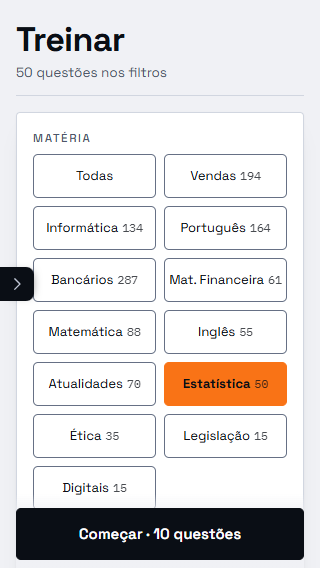 Treinar
50 questões nos filtros
MATÉRIA
Todas
Vendas 194
Informática 134
Português 164
Bancários 287
Mat. Financeira 61
Matemática 88
Inglês 55
Atualidades 70
Estatística 50
Ética 35
Legislação 15
Digitais 15
Começar · 10 questões